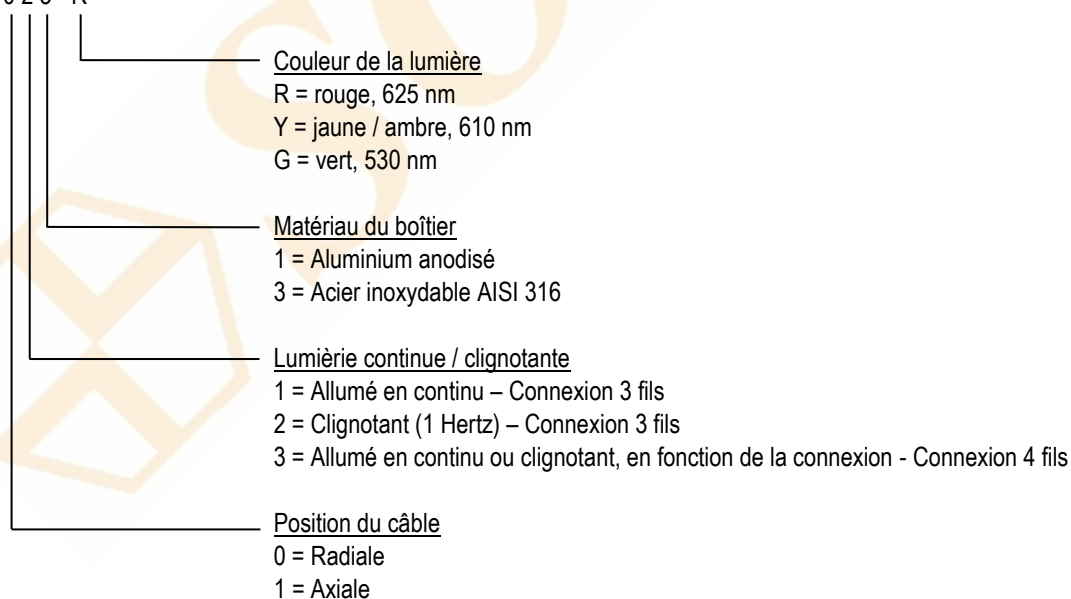 Couleur de la lumière
R = rouge, 625 nm
Y = jaune / ambre, 610 nm
G = vert, 530 nm
Matériau du boîtier
1 = Aluminium anodisé
3 = Acier inoxydable AISI 316
Lumièrie continue / clignotante
1 = Allumé en continu – Connexion 3 fils
2 = Clignotant (1 Hertz) – Connexion 3 fils
3 = Allumé en continu ou clignotant, en fonction de la connexion - Connexion 4 fils
Position du câble
0 = Radiale
1 = Axiale